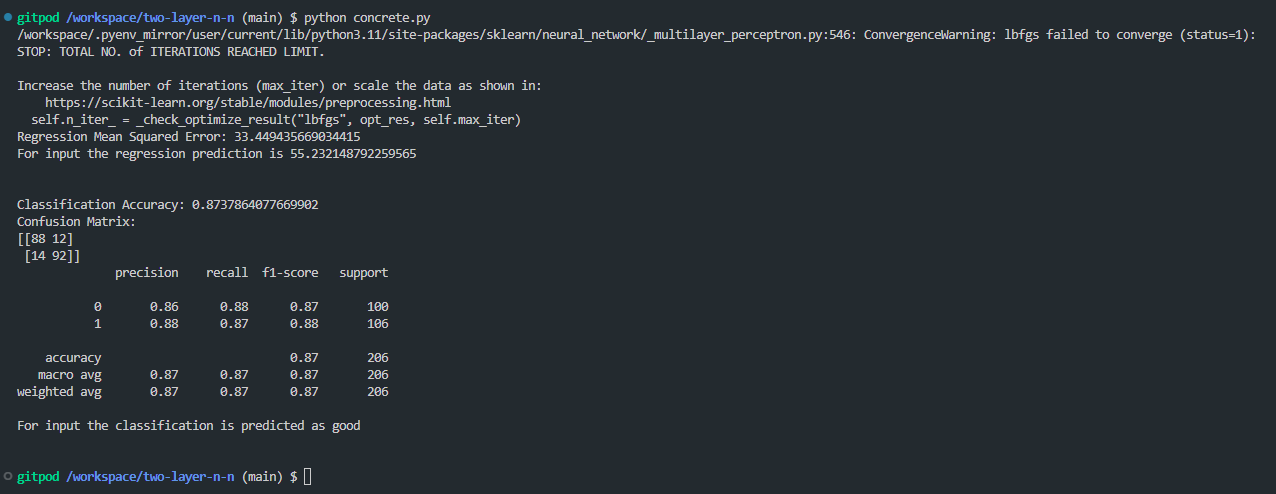 gitpod /workspace/two-layer-n-n (main) $ python concrete.py
/workspace/.pyenv_mirror/user/current/lib/python3.11/site-packages/sklearn/neural_network/_multilayer_perceptron.py:546: ConvergenceWarning: lbfgs failed to converge (status=1):
STOP: TOTAL NO. of ITERATIONS REACHED LIMIT.

Increase the number of iterations (max_iter) or scale the data as shown in:
    https://scikit-learn.org/stable/modules/preprocessing.html
  self.n_iter_ = _check_optimize_result("lbfgs", opt_res, self.max_iter)
Regression Mean Squared Error: 33.449435669034415
For input the regression prediction is 55.232148792259565

Classification Accuracy: 0.8737864077669902
Confusion Matrix:
[[88 12]
 [14 92]]
              precision    recall  f1-score   support

           0       0.86      0.88      0.87       100
           1       0.88      0.87      0.88       106

    accuracy                           0.87       206
   macro avg       0.87      0.87      0.87       206
weighted avg       0.87      0.87      0.87       206

For input the classification is predicted as good

gitpod /workspace/two-layer-n-n (main) $